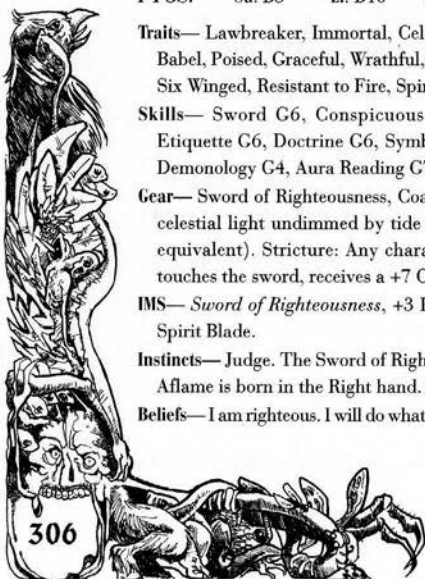 Traits— Lawbreaker, Immortal, Cel
Babel, Poised, Graceful, Wrathful,
Six Winged, Resistant to Fire, Spir
Skills— Sword G6, Conspicuous
Etiquette G6, Doctrine G6, Symb
Demonology G4, Aura Reading G7
Gear— Sword of Righteousness, Coa
celestial light undimmed by tide
equivalent). Stricture: Any chara
touches the sword, receives a +7 O
IMS— Sword of Righteousness, +3
Spirit Blade.
Instincts— Judge. The Sword of Righ
Aflame is born in the Right hand.
Beliefs— I am righteous. I will do what
306